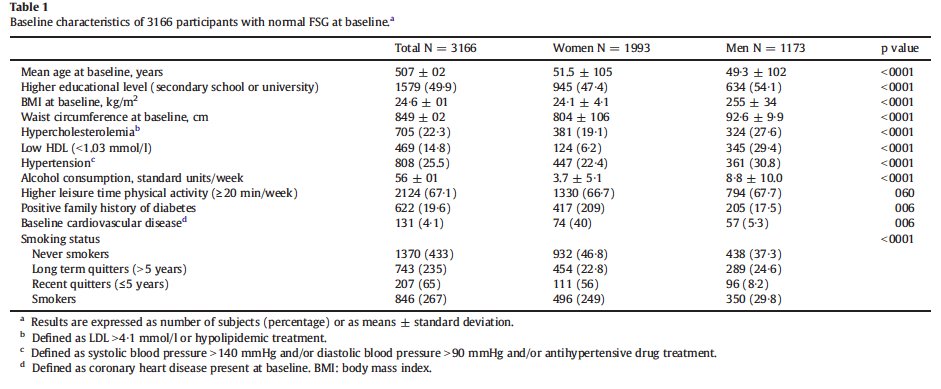 Table 1
Baseline characteristics of 3166 participants with normal FSG at baseline.a
Total N = 3166 Women N = 1993 Men N = 1173 p value
Mean age at baseline, years 507 ± 02 51.5 ± 105 49·3 ± 102 <0001
Higher educational level (secondary school or university) 1579 (49.9) 945 (47.4) 634 (54.1) <0001
BMI at baseline, kg/m2 24·6 ± 01 24·1 ± 4·1 255 ± 34 <0001
Waist circumference at baseline, cm 849 ± 02 804 ± 106 92·6 ± 9·9 <0001
Hypercholesterolemiab 705 (22·3) 381 (19·1) 324 (27·6) <0001
Low HDL (<1.03 mmol/l) 469 (14·8) 124 (6·2) 345 (29·4) <0001
Hypertensionc 808 (25.5) 447 (22·4) 361 (30.8) <0001
Alcohol consumption, standard units/week 56 ± 01 3.7 ± 5·1 8·8 ± 10.0 <0001
Higher leisure time physical activity (≥20 min/week) 2124 (67·1) 1330 (66·7) 794 (67·7) 060
Positive family history of diabetes 622 (19·6) 417 (209) 205 (17·5) 006
Baseline cardiovascular diseased 131 (4·1) 74 (40) 57 (5·3) 006
Smoking status <0001
Never smokers 1370 (433) 932 (46·8) 438 (37·3)
Long term quitters (>5 years) 743 (235) 454 (22·8) 289 (24·6)
Recent quitters (≤5 years) 207 (65) 111 (56) 96 (8·2)
Smokers 846 (267) 496 (249) 350 (29·8)
a Results are expressed as number of subjects (percentage) or as means ± standard deviation.
b Defined as LDL >4·1 mmol/l or hypolipidemic treatment.
c Defined as systolic blood pressure >140 mmHg and/or diastolic blood pressure >90 mmHg and/or antihypertensive drug treatment.
d Defined as coronary heart disease present at baseline. BMI: body mass index.